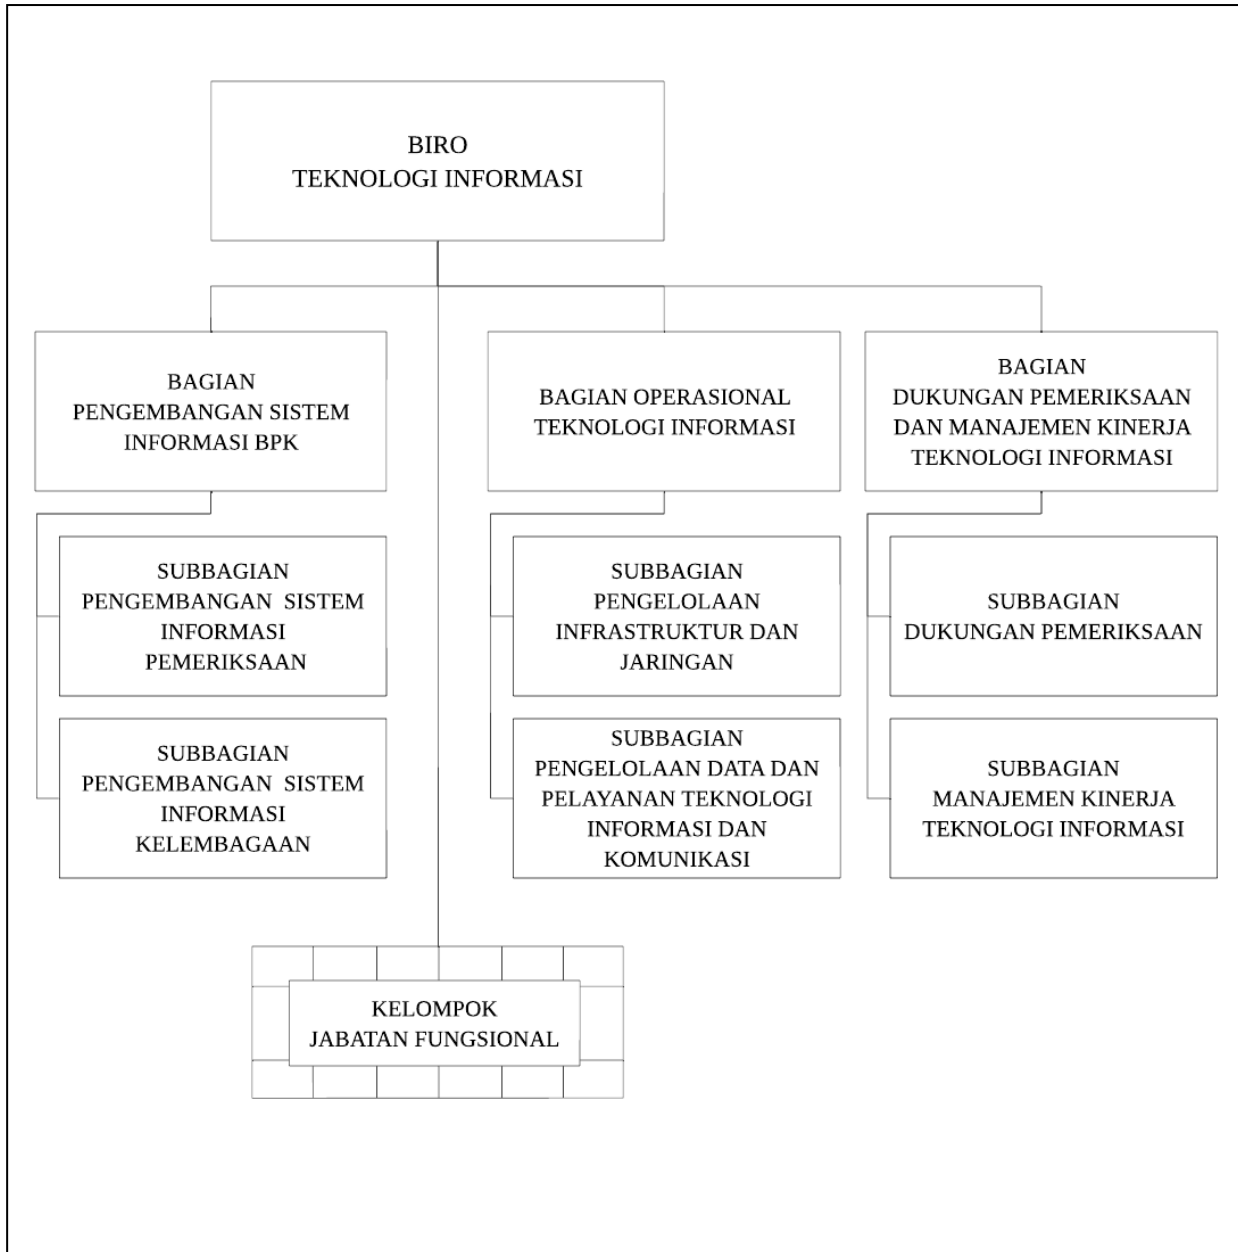 BIRO
TEKNOLOGI INFORMASI
BAGIAN
PENGEMBANGAN SISTEM
INFORMASI BPK
BAGIAN OPERASIONAL
TEKNOLOGI INFORMASI
BAGIAN
DUKUNGAN PEMERIKSAAN
DAN MANAJEMEN KINERJA
TEKNOLOGI INFORMASI
SUBBAGIAN
PENGEMBANGAN SISTEM
INFORMASI
PEMERIKSAAN
SUBBAGIAN
PENGELOLAAN
INFRASTRUKTUR DAN
JARINGAN
SUBBAGIAN
DUKUNGAN PEMERIKSAAN
SUBBAGIAN
PENGEMBANGAN SISTEM
INFORMASI
KELEMBAGAAN
SUBBAGIAN
PENGELOLAAN DATA DAN
PELAYANAN TEKNOLOGI
INFORMASI DAN
KOMUNIKASI
SUBBAGIAN
MANAJEMEN KINERJA
TEKNOLOGI INFORMASI
KELOMPOK
JABATAN FUNGSIONAL